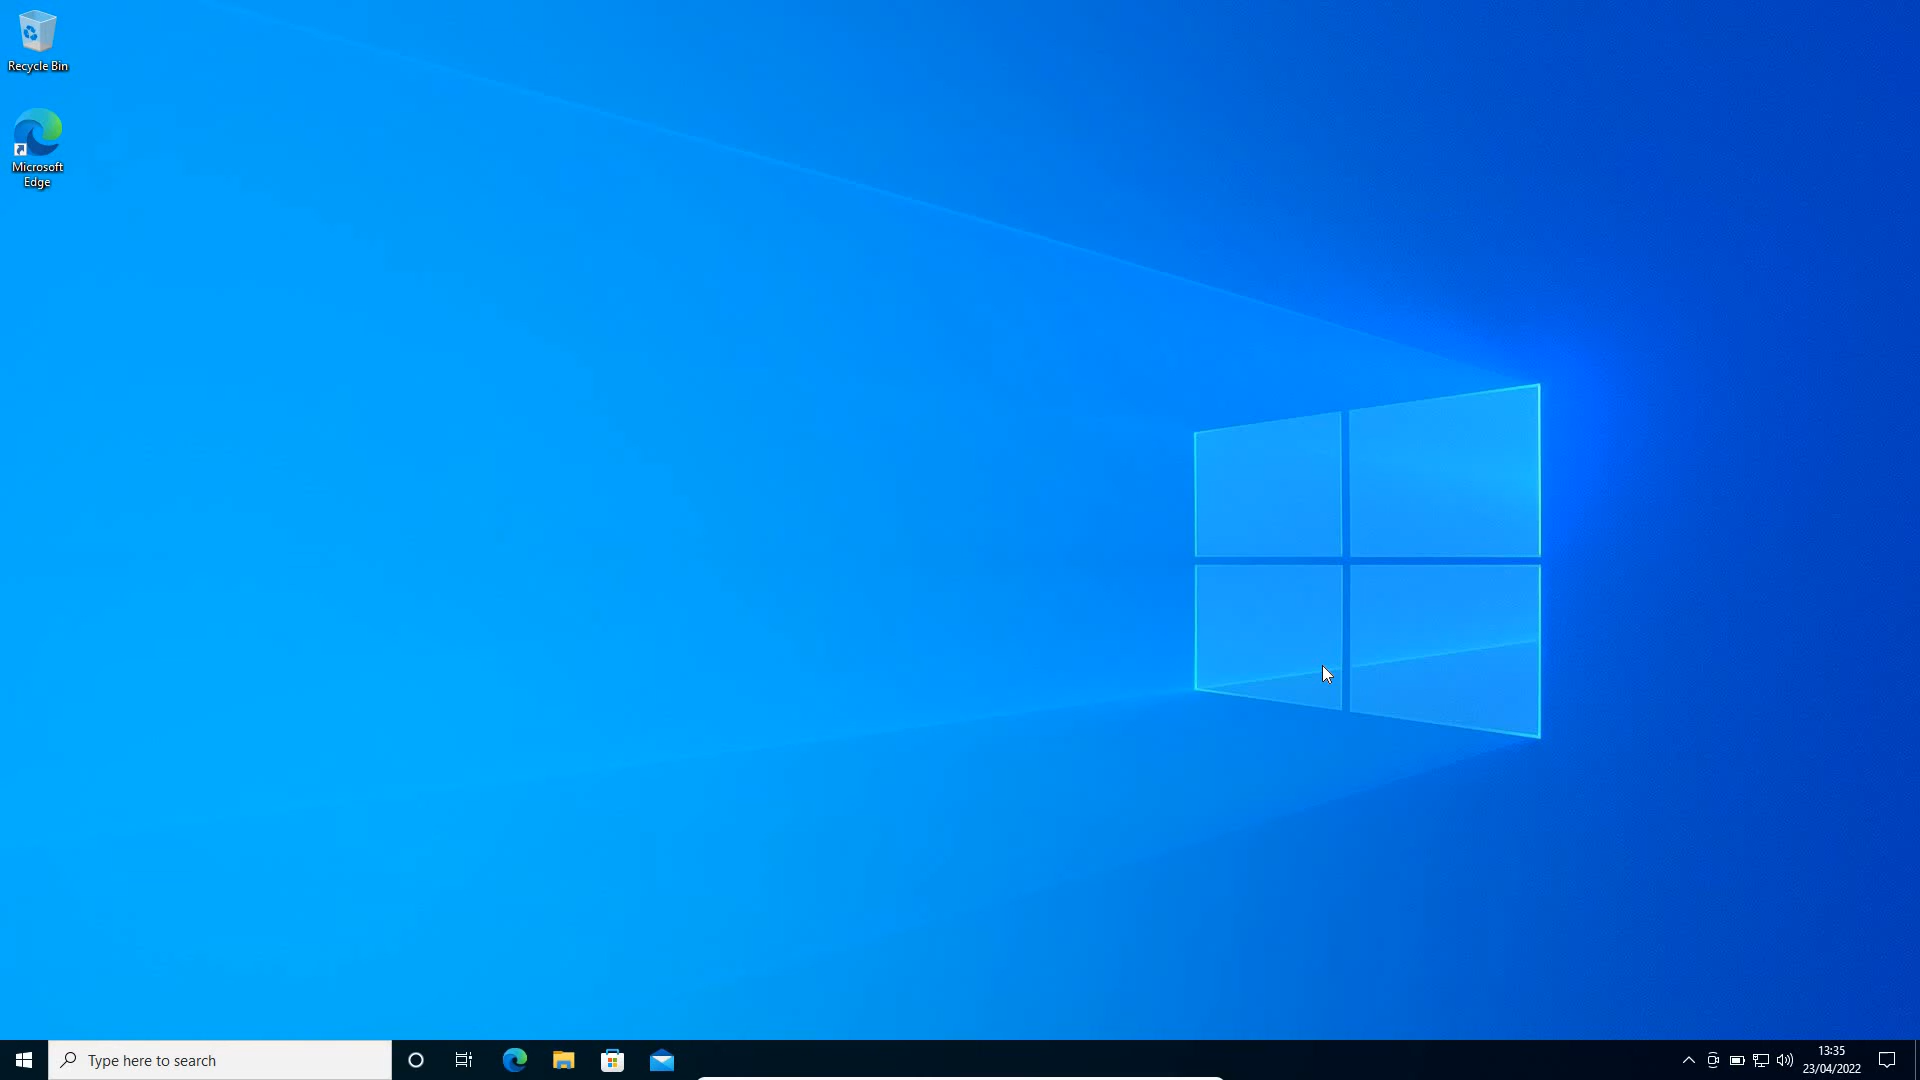 Recycle Bin
Microsoft
Edge
Type here to search
13:35
23/04/2022